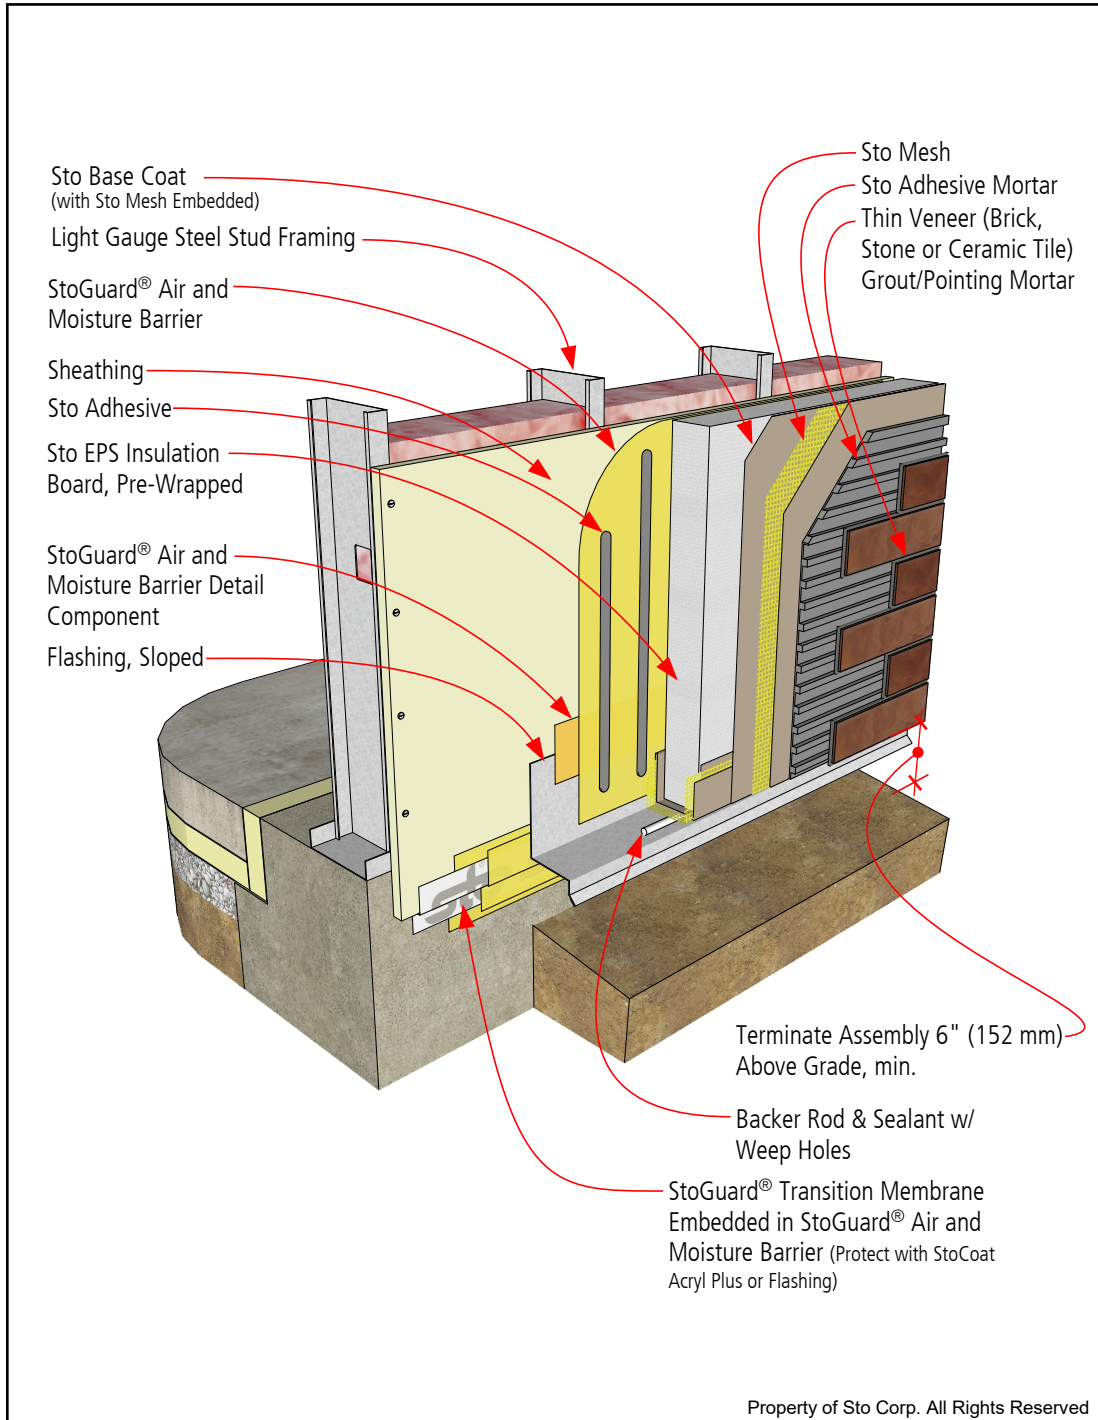 Sto Base Coat
(with Sto Mesh Embedded)
Light Gauge Steel Stud Framing
StoGuard® Air and
Moisture Barrier
Sheathing
Sto Adhesive
Sto EPS Insulation
Board, Pre-Wrapped
StoGuard® Air and
Moisture Barrier Detail
Component
Flashing, Sloped
Sto Mesh
Sto Adhesive Mortar
Thin Veneer (Brick,
Stone or Ceramic Tile)
Grout/Pointing Mortar
st
Terminate Assembly 6" (152 mm)
Above Grade, min.
Backer Rod & Sealant w/
Weep Holes
StoGuard® Transition Membrane
Embedded in StoGuard® Air and
Moisture Barrier (Protect with StoCoat
Acryl Plus or Flashing)
Property of Sto Corp. All Rights Reserved